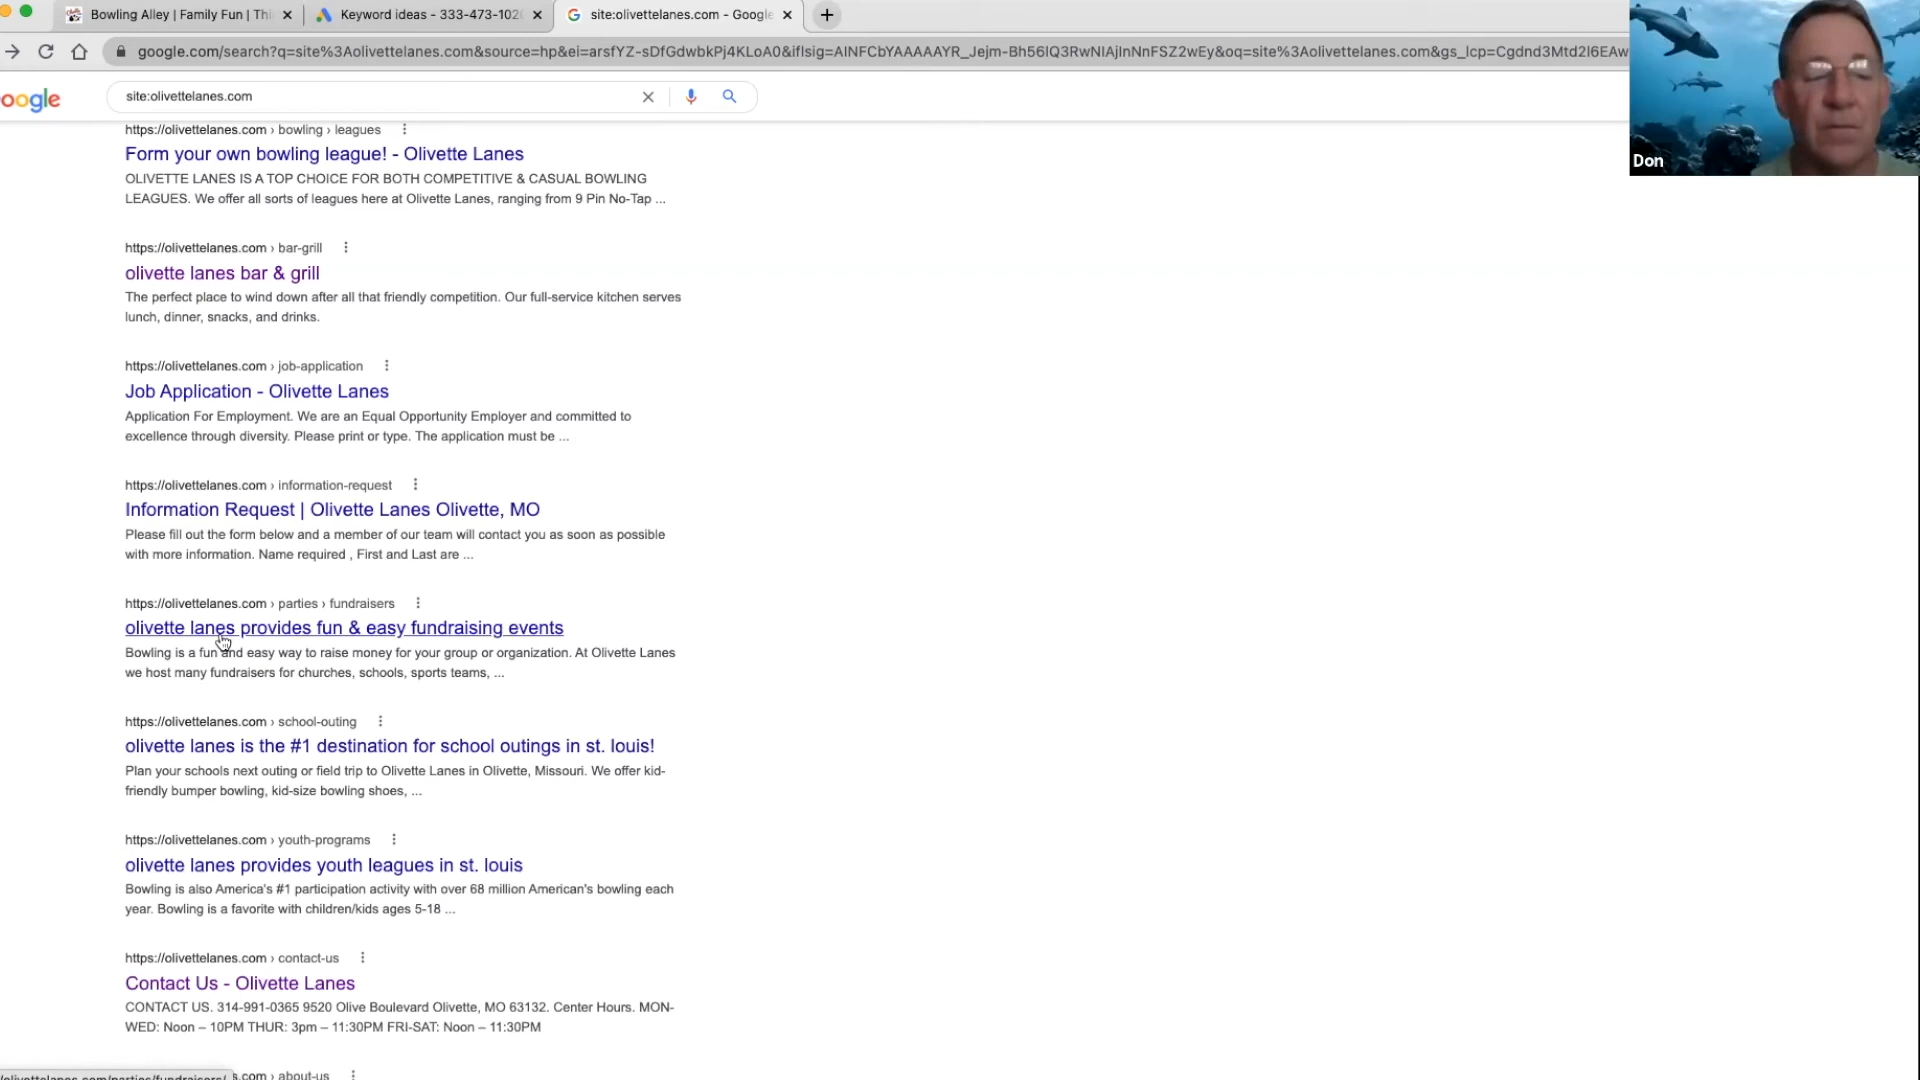 Bowling Alley | Family Fun | Thi
Keyword ideas - 333-473-102
site:olivettelanes.com - Google
google.com/search?q=site%3Aolivettelanes.com&source=hp&ei=arsfYZ-sDfGdwbkPj4KLoA0&iflsig=AINFCbYAAAAAYR_Jejm-Bh56IQ3RwNIAjInNnFSZ2wEy&oq=site%3Aolivettelanes.com&gs_lcp=Cgdnd3Mtd2l6EAw
oogle
site:olivettelanes.com
Don
https://olivettelanes.com › bowling › leagues
Form your own bowling league! - Olivette Lanes
OLIVETTE LANES IS A TOP CHOICE FOR BOTH COMPETITIVE & CASUAL BOWLING
LEAGUES. We offer all sorts of leagues here at Olivette Lanes, ranging from 9 Pin No-Tap ...
https://olivettelanes.com › bar-grill
olivette lanes bar & grill
The perfect place to wind down after all that friendly competition. Our full-service kitchen serves
lunch, dinner, snacks, and drinks.
https://olivettelanes.com › job-application
Job Application - Olivette Lanes
Application For Employment. We are an Equal Opportunity Employer and committed to
excellence through diversity. Please print or type. The application must be ...
https://olivettelanes.com › information-request
Information Request | Olivette Lanes Olivette, MO
Please fill out the form below and a member of our team will contact you as soon as possible
with more information. Name required , First and Last are ...
https://olivettelanes.com › parties › fundraisers
olivette lanes provides fun & easy fundraising events
Bowling is a fun and easy way to raise money for your group or organization. At Olivette Lanes
we host many fundraisers for churches, schools, sports teams, ...
https://olivettelanes.com › school-outing
olivette lanes is the #1 destination for school outings in st. louis!
Plan your schools next outing or field trip to Olivette Lanes in Olivette, Missouri. We offer kid-
friendly bumper bowling, kid-size bowling shoes, ...
https://olivettelanes.com › youth-programs
olivette lanes provides youth leagues in st. louis
Bowling is also America's #1 participation activity with over 68 million American's bowling each
year. Bowling is a favorite with children/kids ages 5-18 ...
https://olivettelanes.com › contact-us
Contact Us - Olivette Lanes
CONTACT US. 314-991-0365 9520 Olive Boulevard Olivette, MO 63132. Center Hours. MON-
WED: Noon – 10PM THUR: 3pm – 11:30PM FRI-SAT: Noon – 11:30PM
/olivettelanes.com/parties/fundraisers/
s.com › about-us